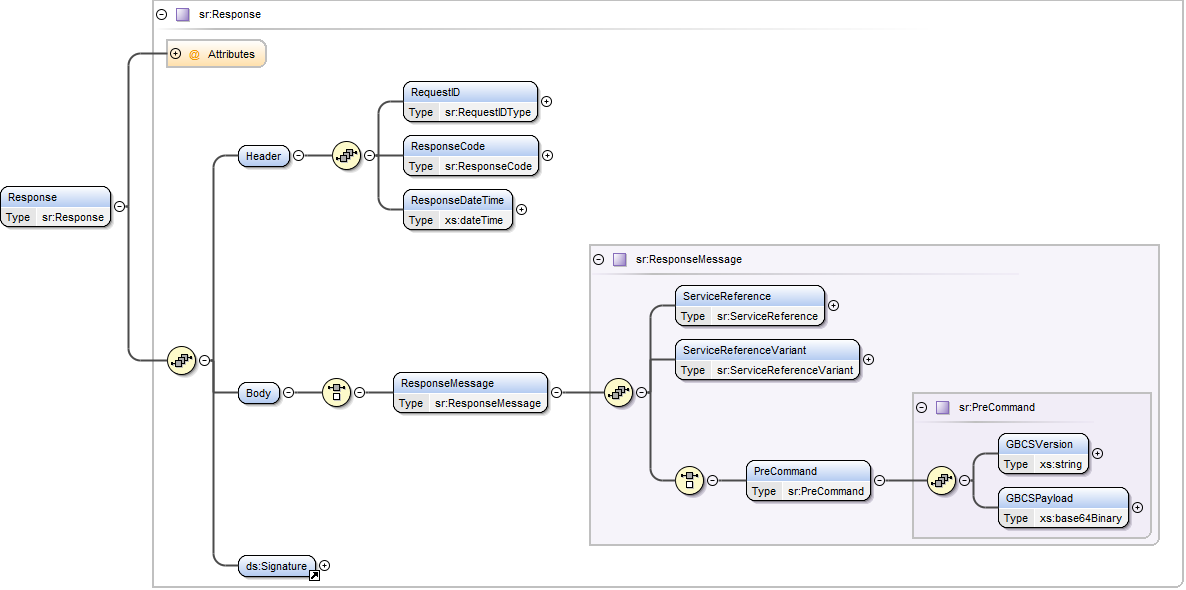 sr:Response
@ Attributes
RequestID
Type sr:RequestIDType
ResponseCode
Type sr:ResponseCode
Header
ResponseDateTime
Type xs:dateTime
Response
Type sr:Response
sr:ResponseMessage
ServiceReference
Type sr:ServiceReference
ServiceReferenceVariant
Type sr:ServiceReferenceVariant
Body
ResponseMessage
Type sr:ResponseMessage
sr:PreCommand
GBCSVersion
Type xs:string
PreCommand
Type sr:PreCommand
GBCSPayload
Type xs:base64Binary
ds:Signature